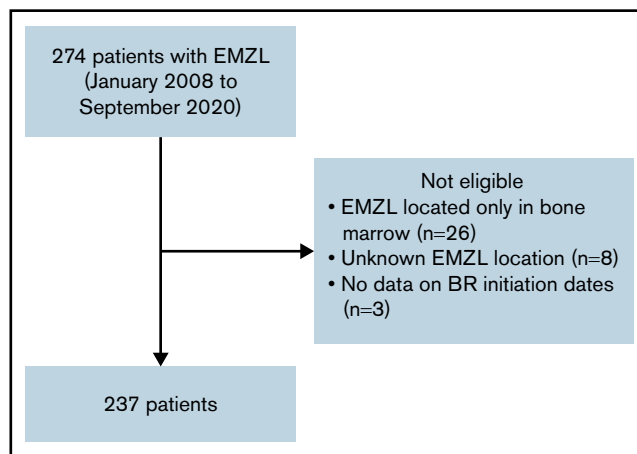 274 patients with EMZL
(January 2008 to
September 2020)
Not eligible
• EMZL located only in bone
marrow (n=26)
• Unknown EMZL location (n=8)
• No data on BR initiation dates
(n=3)
237 patients